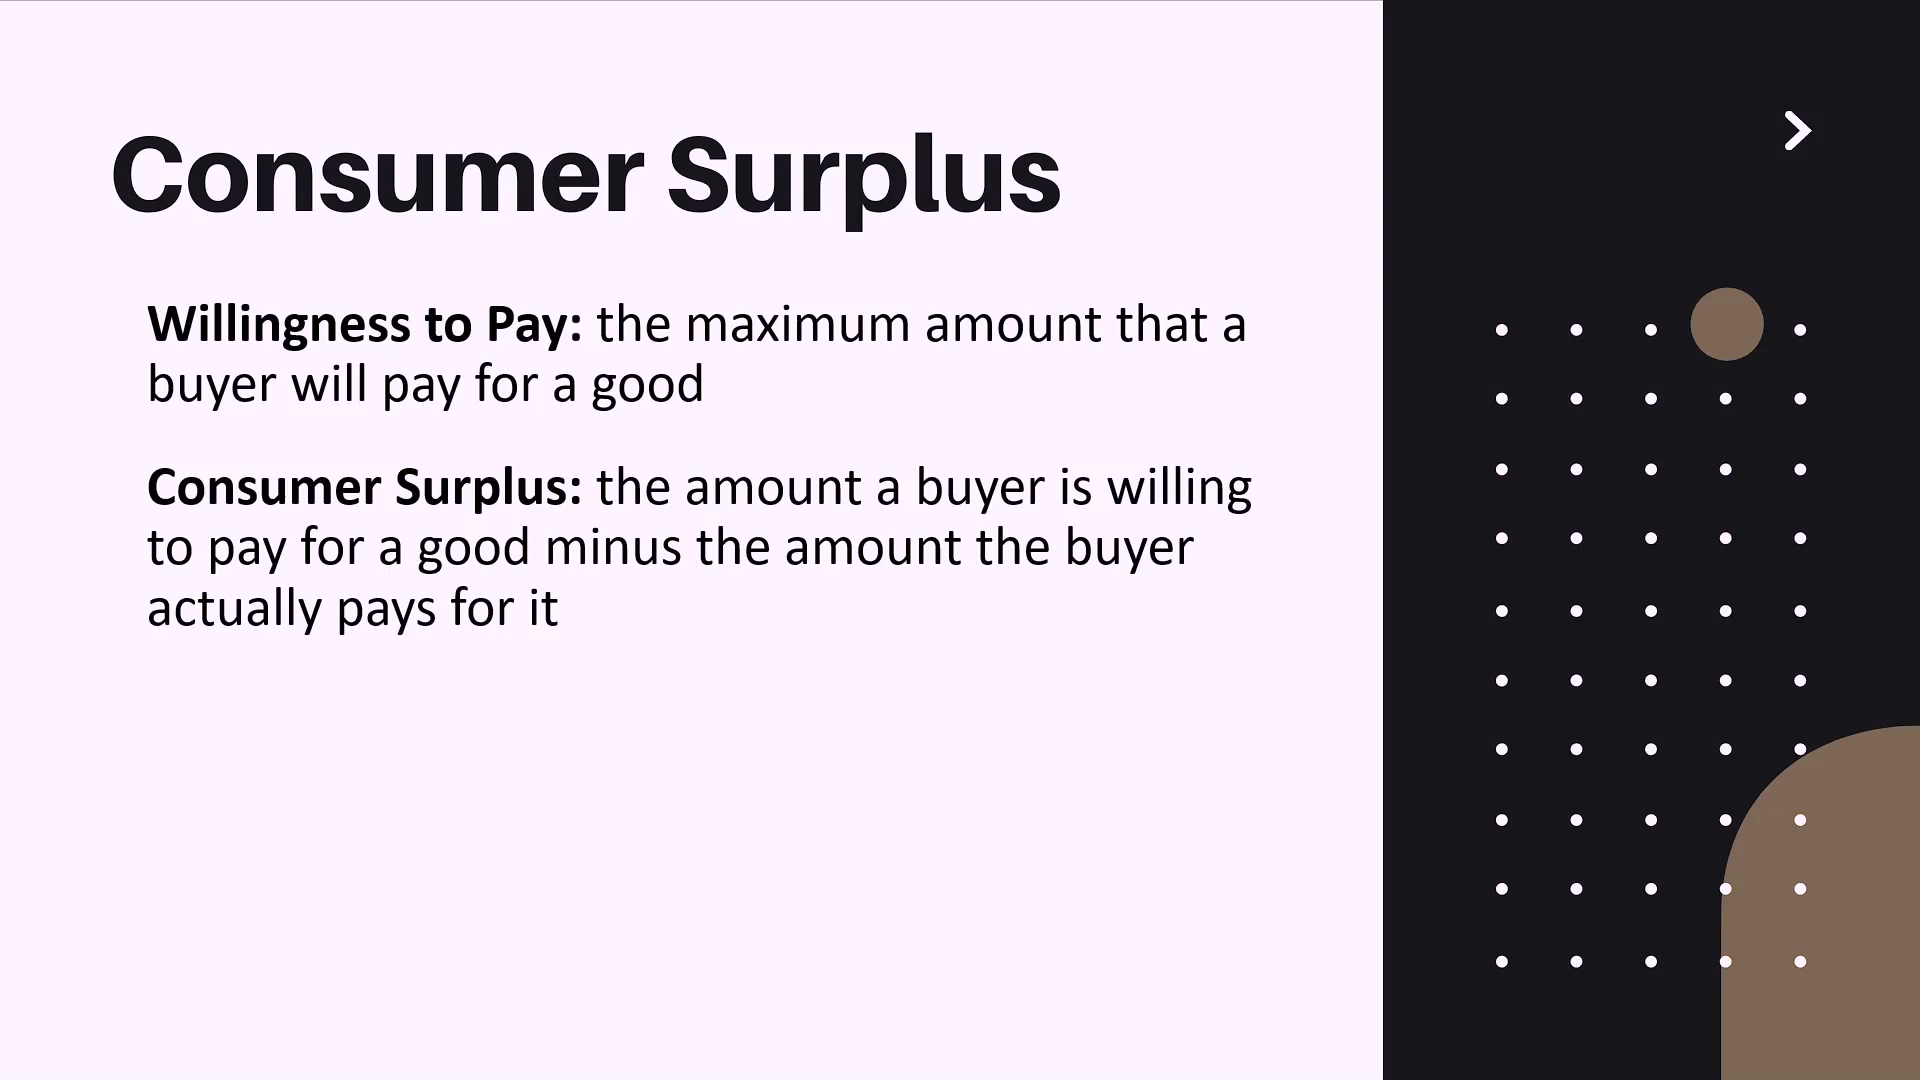 Consumer Surplus
Willingness to Pay: the maximum amount that a
buyer will pay for a good
Consumer Surplus: the amount a buyer is willing
to pay for a good minus the amount the buyer
actually pays for it